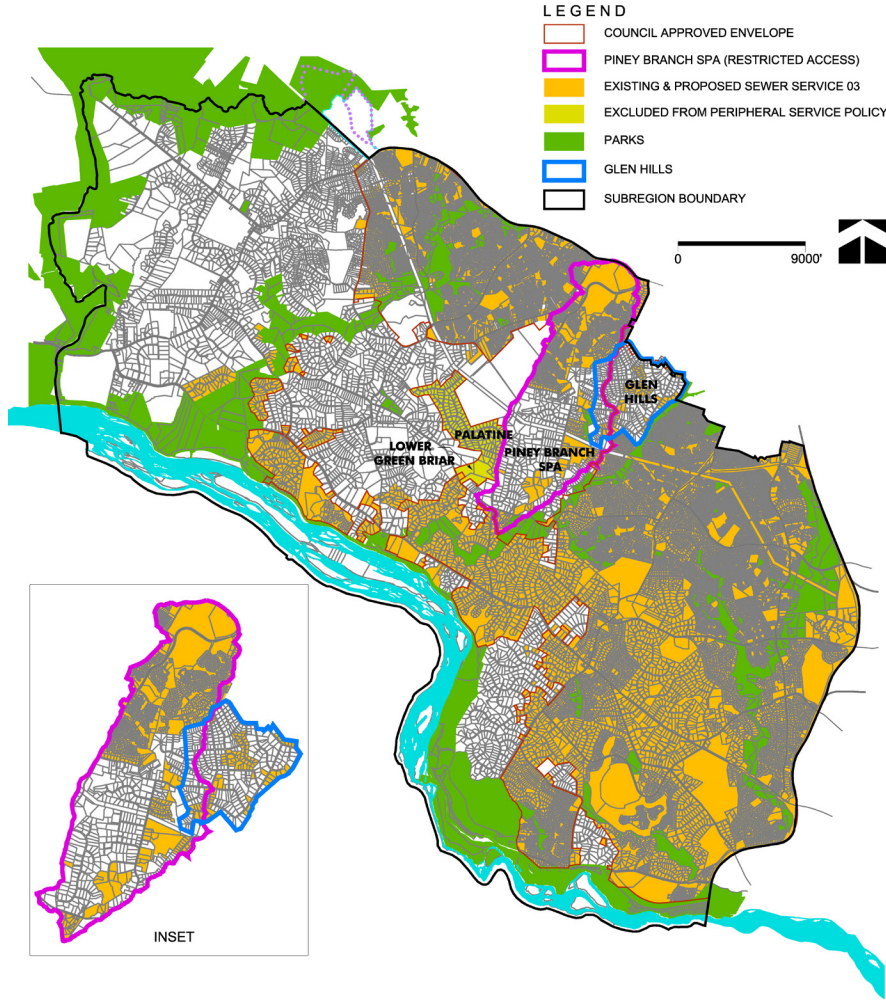 LEGEND
COUNCIL APPROVED ENVELOPE
PINEY BRANCH SPA (RESTRICTED ACCESS)
EXISTING & PROPOSED SEWER SERVICE 03
EXCLUDED FROM PERIPHERAL SERVICE POLICY
PARKS
GLEN HILLS
SUBREGION BOUNDARY
0 9000'
GLEN
HILLS
PALATINE
LOWER
GREEN BRIAR
PINEY BRANCH
SPA
INSET